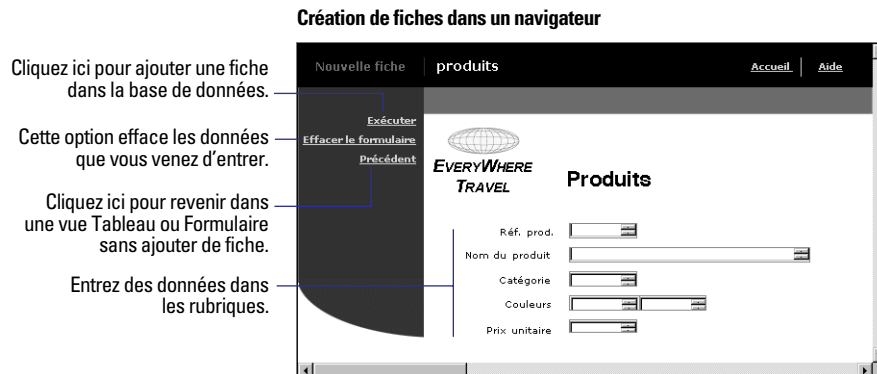 Création de fiches dans un navigateur
Cliquez ici pour ajouter une fiche
dans la base de données.
Cette option efface les données
que vous venez d'entrer.
Cliquez ici pour revenir dans
une vue Tableau ou Formulaire
sans ajouter de fiche.
Entrez des données dans
les rubriques.
Nouvelle fiche
produits
Accueil
Aide
Exécuter
Effacer le formulaire
Précédent
EVERYWHERE
TRAVEL
Produits
Réf. prod.
Nom du produit
Catégorie
Couleurs
Prix unitaire